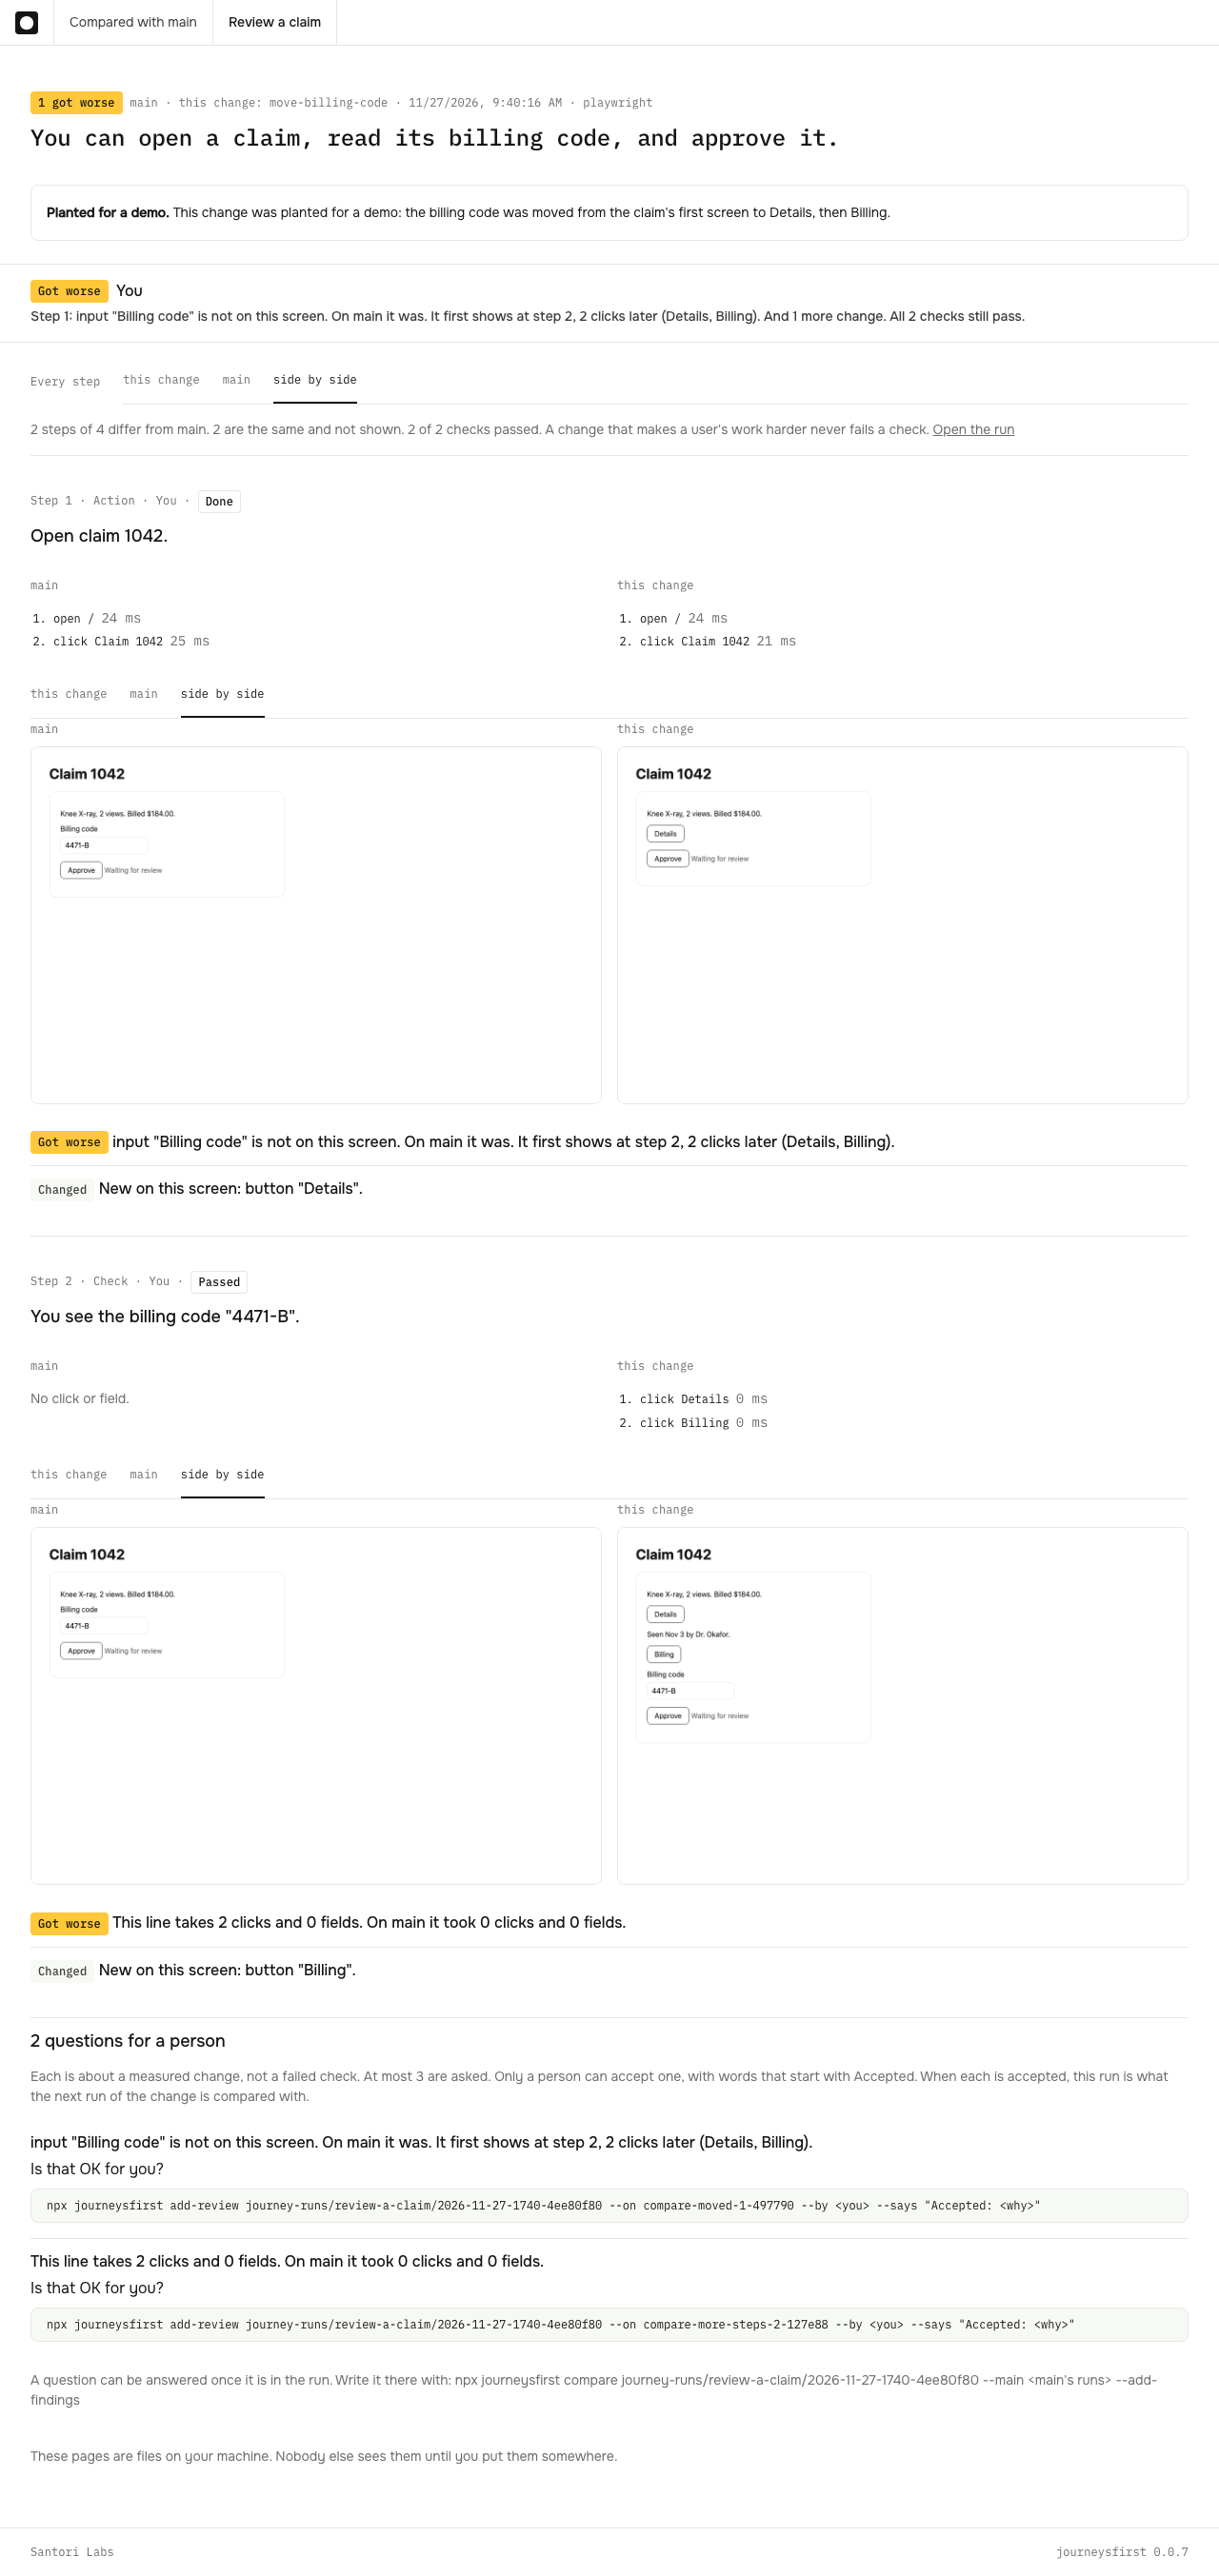 Compared with main
Review a claim
1 got worse main · this change: move-billing-code · 11/27/2026, 9:40:16 AM · playwright
You can open a claim, read its billing code, and approve it.
Planted for a demo. This change was planted for a demo: the billing code was moved from the claim's first screen to Details, then Billing.
Got worse You
Step 1: input "Billing code" is not on this screen. On main it was. It first shows at step 2, 2 clicks later (Details, Billing). And 1 more change. All 2 checks still pass.
Every step this change main side by side
2 steps of 4 differ from main. 2 are the same and not shown. 2 of 2 checks passed. A change that makes a user's work harder never fails a check. Open the run
Step 1 · Action · You · Done
Open claim 1042.
main
1. open / 24 ms
2. click Claim 1042 25 ms
this change
1. open / 24 ms
2. click Claim 1042 21 ms
this change main side by side
main
Claim 1042
Knee X-ray, 2 views. Billed $184.00.
Billing code
4471-B
Approve Waiting for review
this change
Claim 1042
Knee X-ray, 2 views. Billed $184.00.
Details
Approve Waiting for review
Got worse input "Billing code" is not on this screen. On main it was. It first shows at step 2, 2 clicks later (Details, Billing).
Changed New on this screen: button "Details".
Step 2 · Check · You · Passed
You see the billing code "4471-B".
main
No click or field.
this change
1. click Details 0 ms
2. click Billing 0 ms
this change main side by side
main
Claim 1042
Knee X-ray, 2 views. Billed $184.00.
Billing code
4471-B
Approve Waiting for review
this change
Claim 1042
Knee X-ray, 2 views. Billed $184.00.
Details
Seen Nov 3 by Dr. Okafor.
Billing
Billing code
4471-B
Approve Waiting for review
Got worse This line takes 2 clicks and 0 fields. On main it took 0 clicks and 0 fields.
Changed New on this screen: button "Billing".
2 questions for a person
Each is about a measured change, not a failed check. At most 3 are asked. Only a person can accept one, with words that start with Accepted. When each is accepted, this run is what
the next run of the change is compared with.
input "Billing code" is not on this screen. On main it was. It first shows at step 2, 2 clicks later (Details, Billing).
Is that OK for you?
npx journeysfirst add-review journey-runs/review-a-claim/2026-11-27-1740-4ee80f80 --on compare-moved-1-497790 --by <you> --says "Accepted: <why>"
This line takes 2 clicks and 0 fields. On main it took 0 clicks and 0 fields.
Is that OK for you?
npx journeysfirst add-review journey-runs/review-a-claim/2026-11-27-1740-4ee80f80 --on compare-more-steps-2-127e88 --by <you> --says "Accepted: <why>"
A question can be answered once it is in the run. Write it there with: npx journeysfirst compare journey-runs/review-a-claim/2026-11-27-1740-4ee80f80 --main <main's runs> --add-
findings
These pages are files on your machine. Nobody else sees them until you put them somewhere.
Santori Labs
journeysfirst 0.0.7